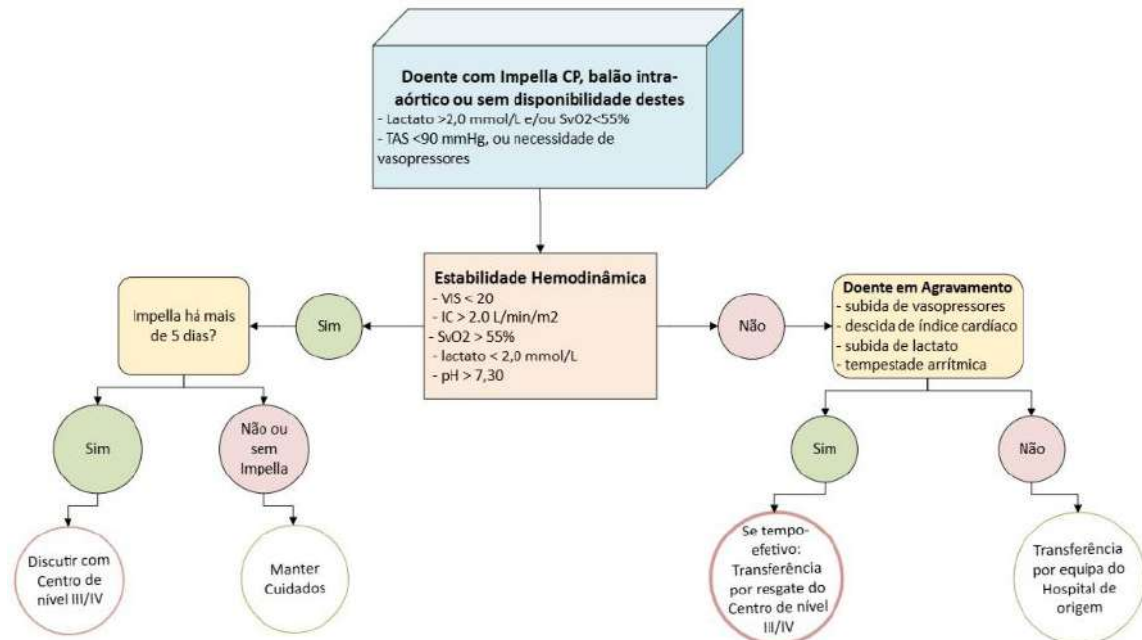 Doente com Impella CP, balão intra-
aórtico ou sem disponibilidade destes
- Lactato >2,0 mmol/L e/ou SvO2<55%
- TAS <90 mmHg, ou necessidade de
vasopressores
Estabilidade Hemodinâmica
- VIS < 20
- IC > 2.0 L/min/m2
- SvO2 > 55%
- lactato < 2,0 mmol/L
- pH > 7,30
Sim
Impella há mais
de 5 dias?
Sim
Não ou
sem
Impella
Discutir com
Centro de
nível III/IV
Manter
Cuidados
Não
Doente em Agravamento
- subida de vasopressores
- descida de índice cardíaco
- subida de lactato
- tempestade arrítmica
Sim
Não
Se tempo-
efetivo:
Transferência
por resgate do
Centro de nível
III/IV
Transferência
por equipa do
Hospital de
origem